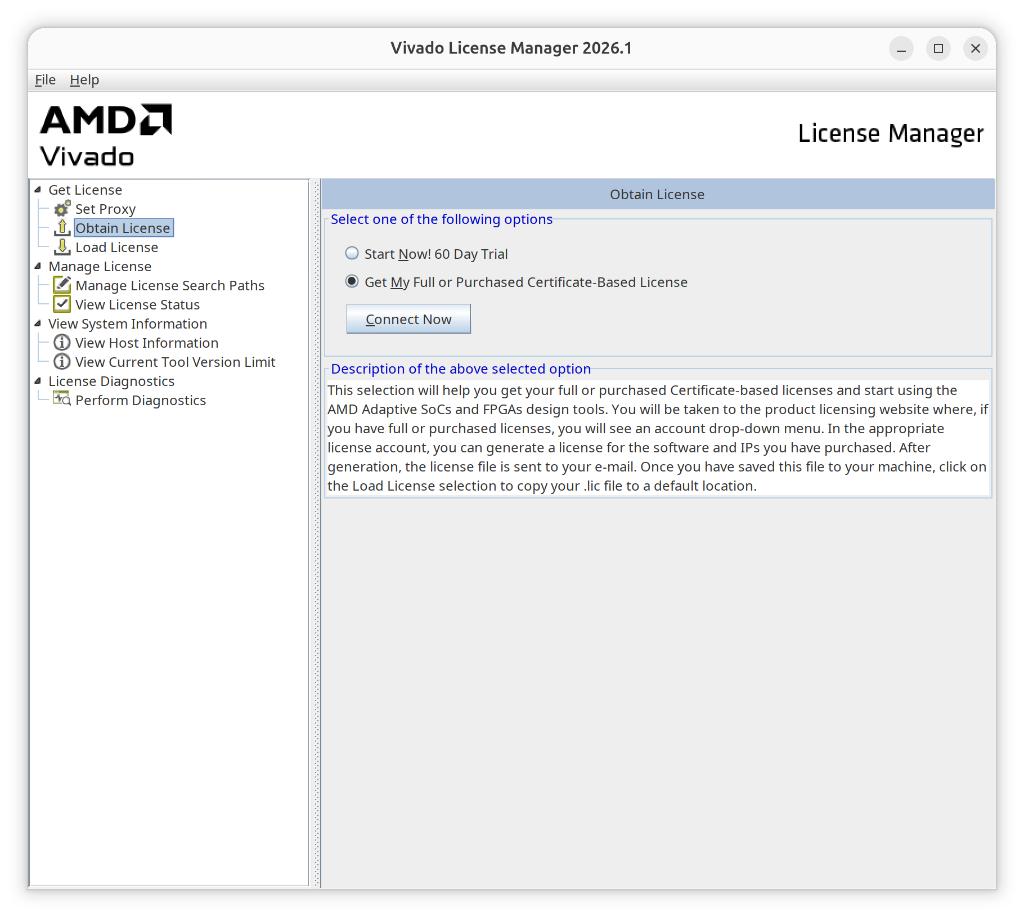 Vivado License Manager 2026.1
File Help
AMD
Vivado
License Manager
Get License
Set Proxy
Obtain License
Load License
Manage License
Manage License Search Paths
View License Status
View System Information
View Host Information
View Current Tool Version Limit
License Diagnostics
Perform Diagnostics
Obtain License
Select one of the following options
Start Now! 60 Day Trial
Get My Full or Purchased Certificate-Based License
Connect Now
Description of the above selected option
This selection will help you get your full or purchased Certificate-based licenses and start using the
AMD Adaptive SoCs and FPGAs design tools. You will be taken to the product licensing website where, if
you have full or purchased licenses, you will see an account drop-down menu. In the appropriate
license account, you can generate a license for the software and IPs you have purchased. After
generation, the license file is sent to your e-mail. Once you have saved this file to your machine, click on
the Load License selection to copy your .lic file to a default location.